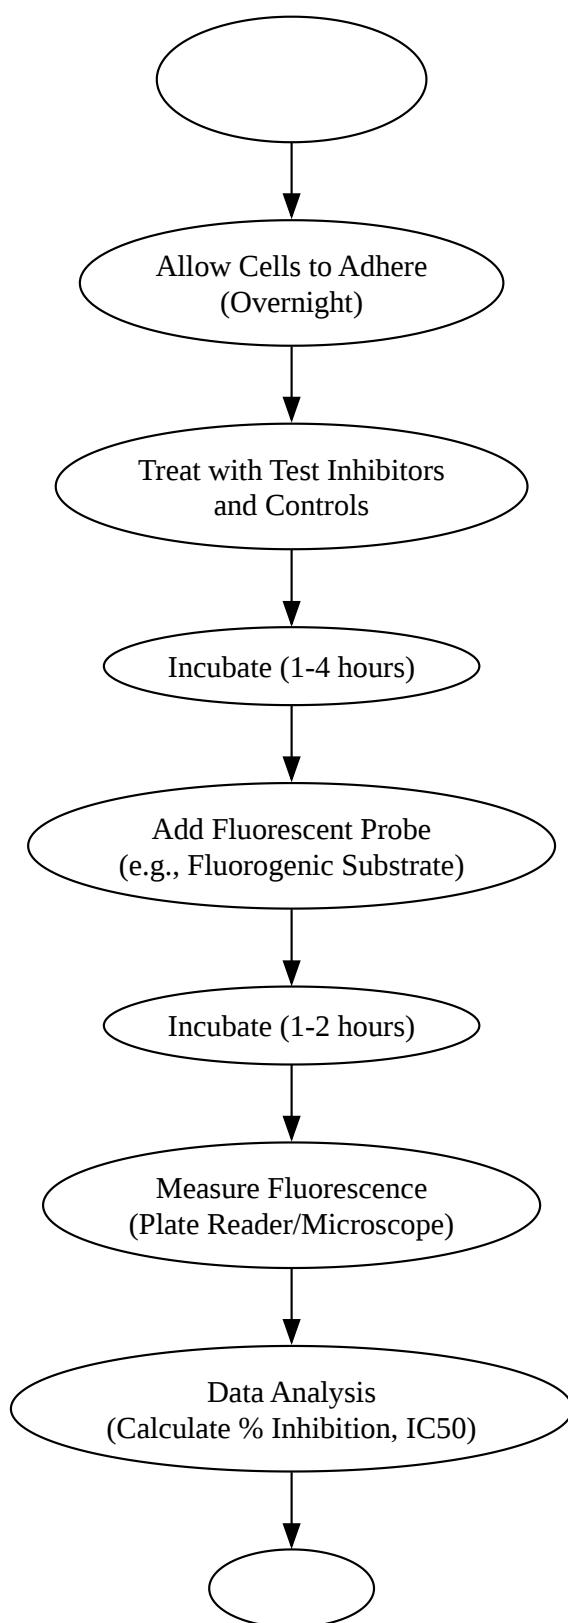 Allow Cells to Adhere
(Overnight)
Treat with Test Inhibitors
and Controls
Incubate (1-4 hours)
Add Fluorescent Probe
(e.g., Fluorogenic Substrate)
Incubate (1-2 hours)
Measure Fluorescence
(Plate Reader/Microscope)
Data Analysis
(Calculate % Inhibition, IC50)